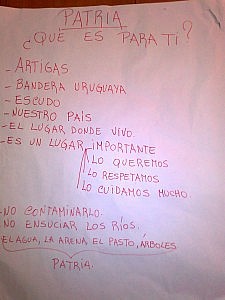 PATRIA
¿QUÉ ES PARA TI?
-ARTIGAS
-BANDERA URUGUAYA
-ESCUDO
-NUESTRO PAÍS
-EL LUGAR DONDE VIVO.
-ES UN LUGAR IMPORTANTE
LO QUEREMOS
LO RESPETAMOS
LO CUIDAMOS MUCHO.
-NO CONTAMINARLO.
-NO ENSUCIAR LOS RÍOS.
EL AGUA, LA ARENA EL PASTO, ÁRBOLES
PATRIA.